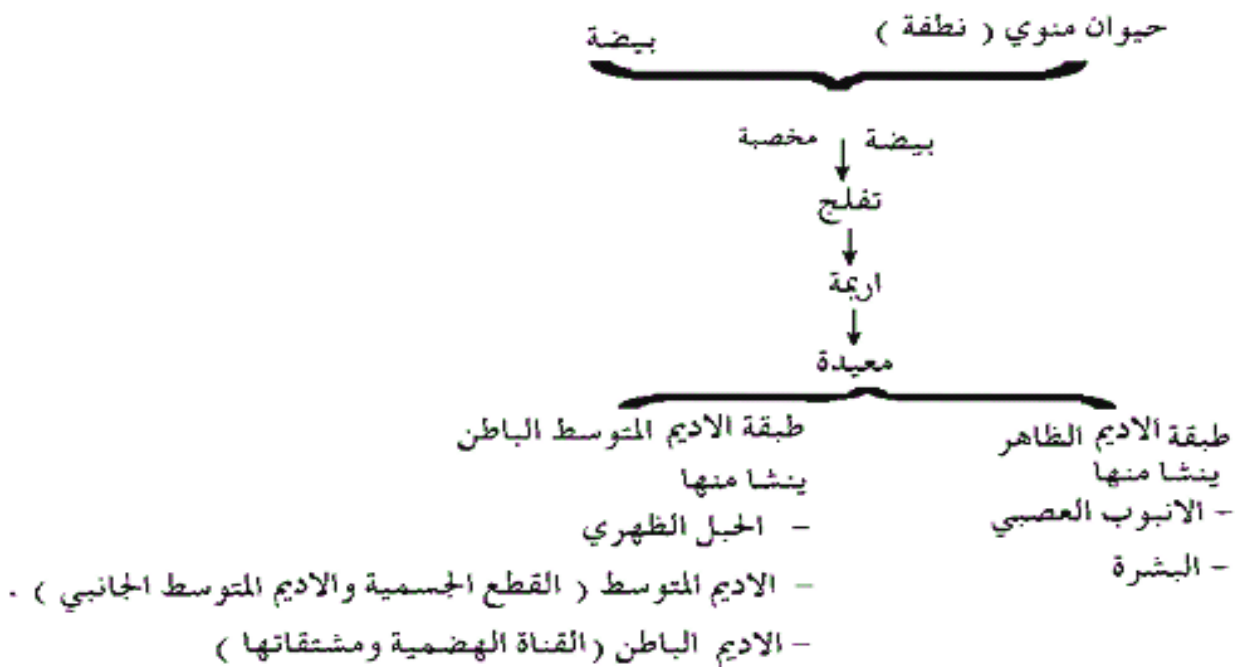 حيوان منوي ( نطفة ) بيضة
بيضة مخصبة
تفلج
اريمة
معيدة
طبقة الاديم الظاهر
ينشا منها
- الانبوب العصبي
- البشرة
طبقة الاديم المتوسط الباطن
ينشا منها
- الحبل الظهري
- الاديم المتوسط ( القطع الجسمية والاديم المتوسط الجانبي ) .
- الاديم الباطن (القناة الهضمية ومشتقاتها )